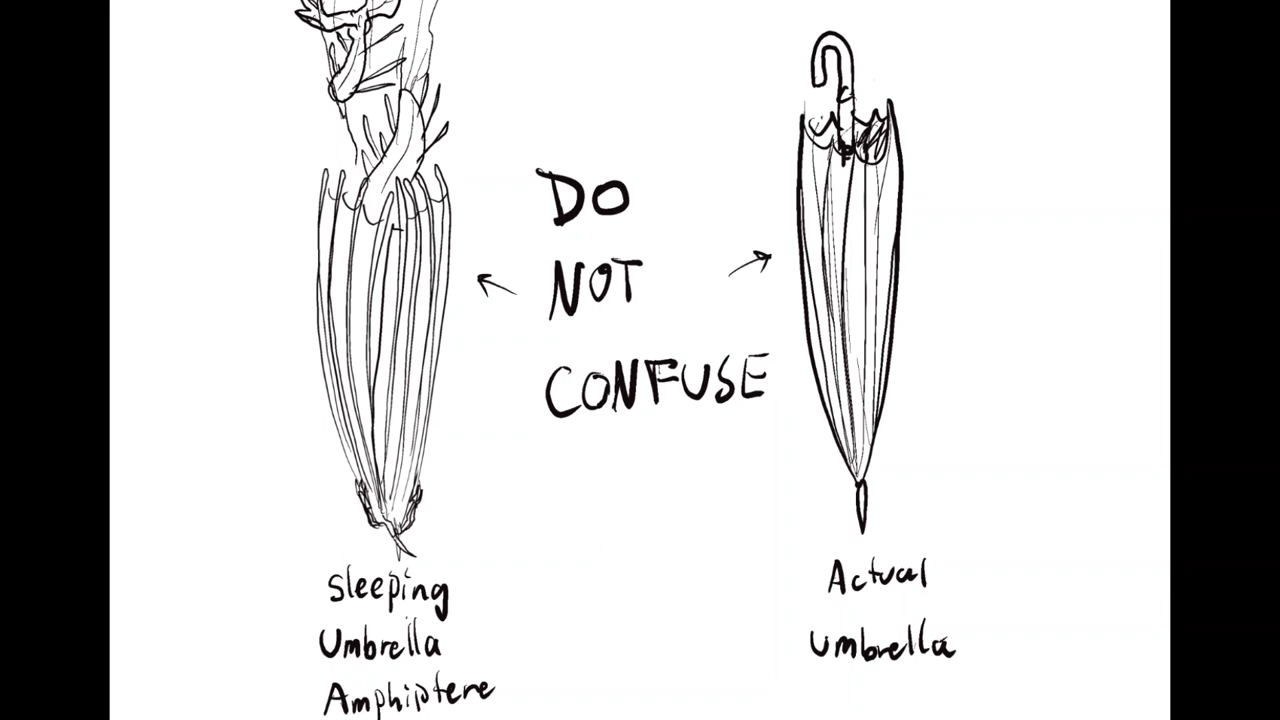 DO
NOT
CONFUSE
Sleeping
Umbrella
Amphiptere
Actual
umbrella